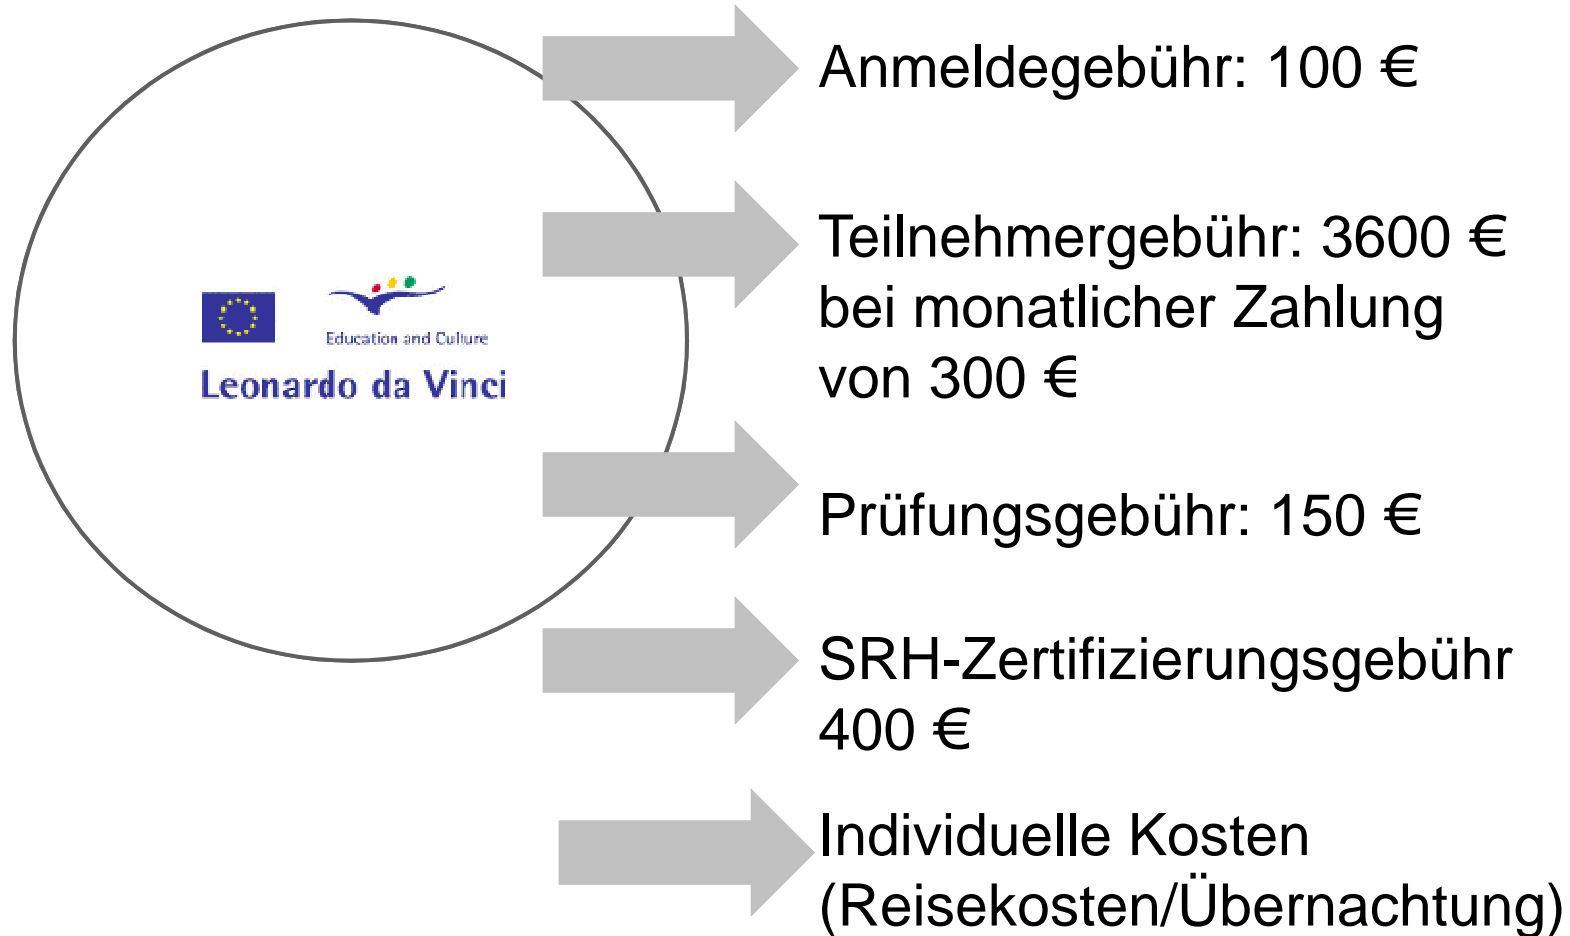 Anmeldegebühr: 100 €
Teilnehmergebühr: 3600 €
bei monatlicher Zahlung
von 300 €
Education and Culture
Leonardo da Vinci
Prüfungsgebühr: 150 €
SRH-Zertifizierungsgebühr
400 €
Individuelle Kosten
(Reisekosten/Übernachtung)